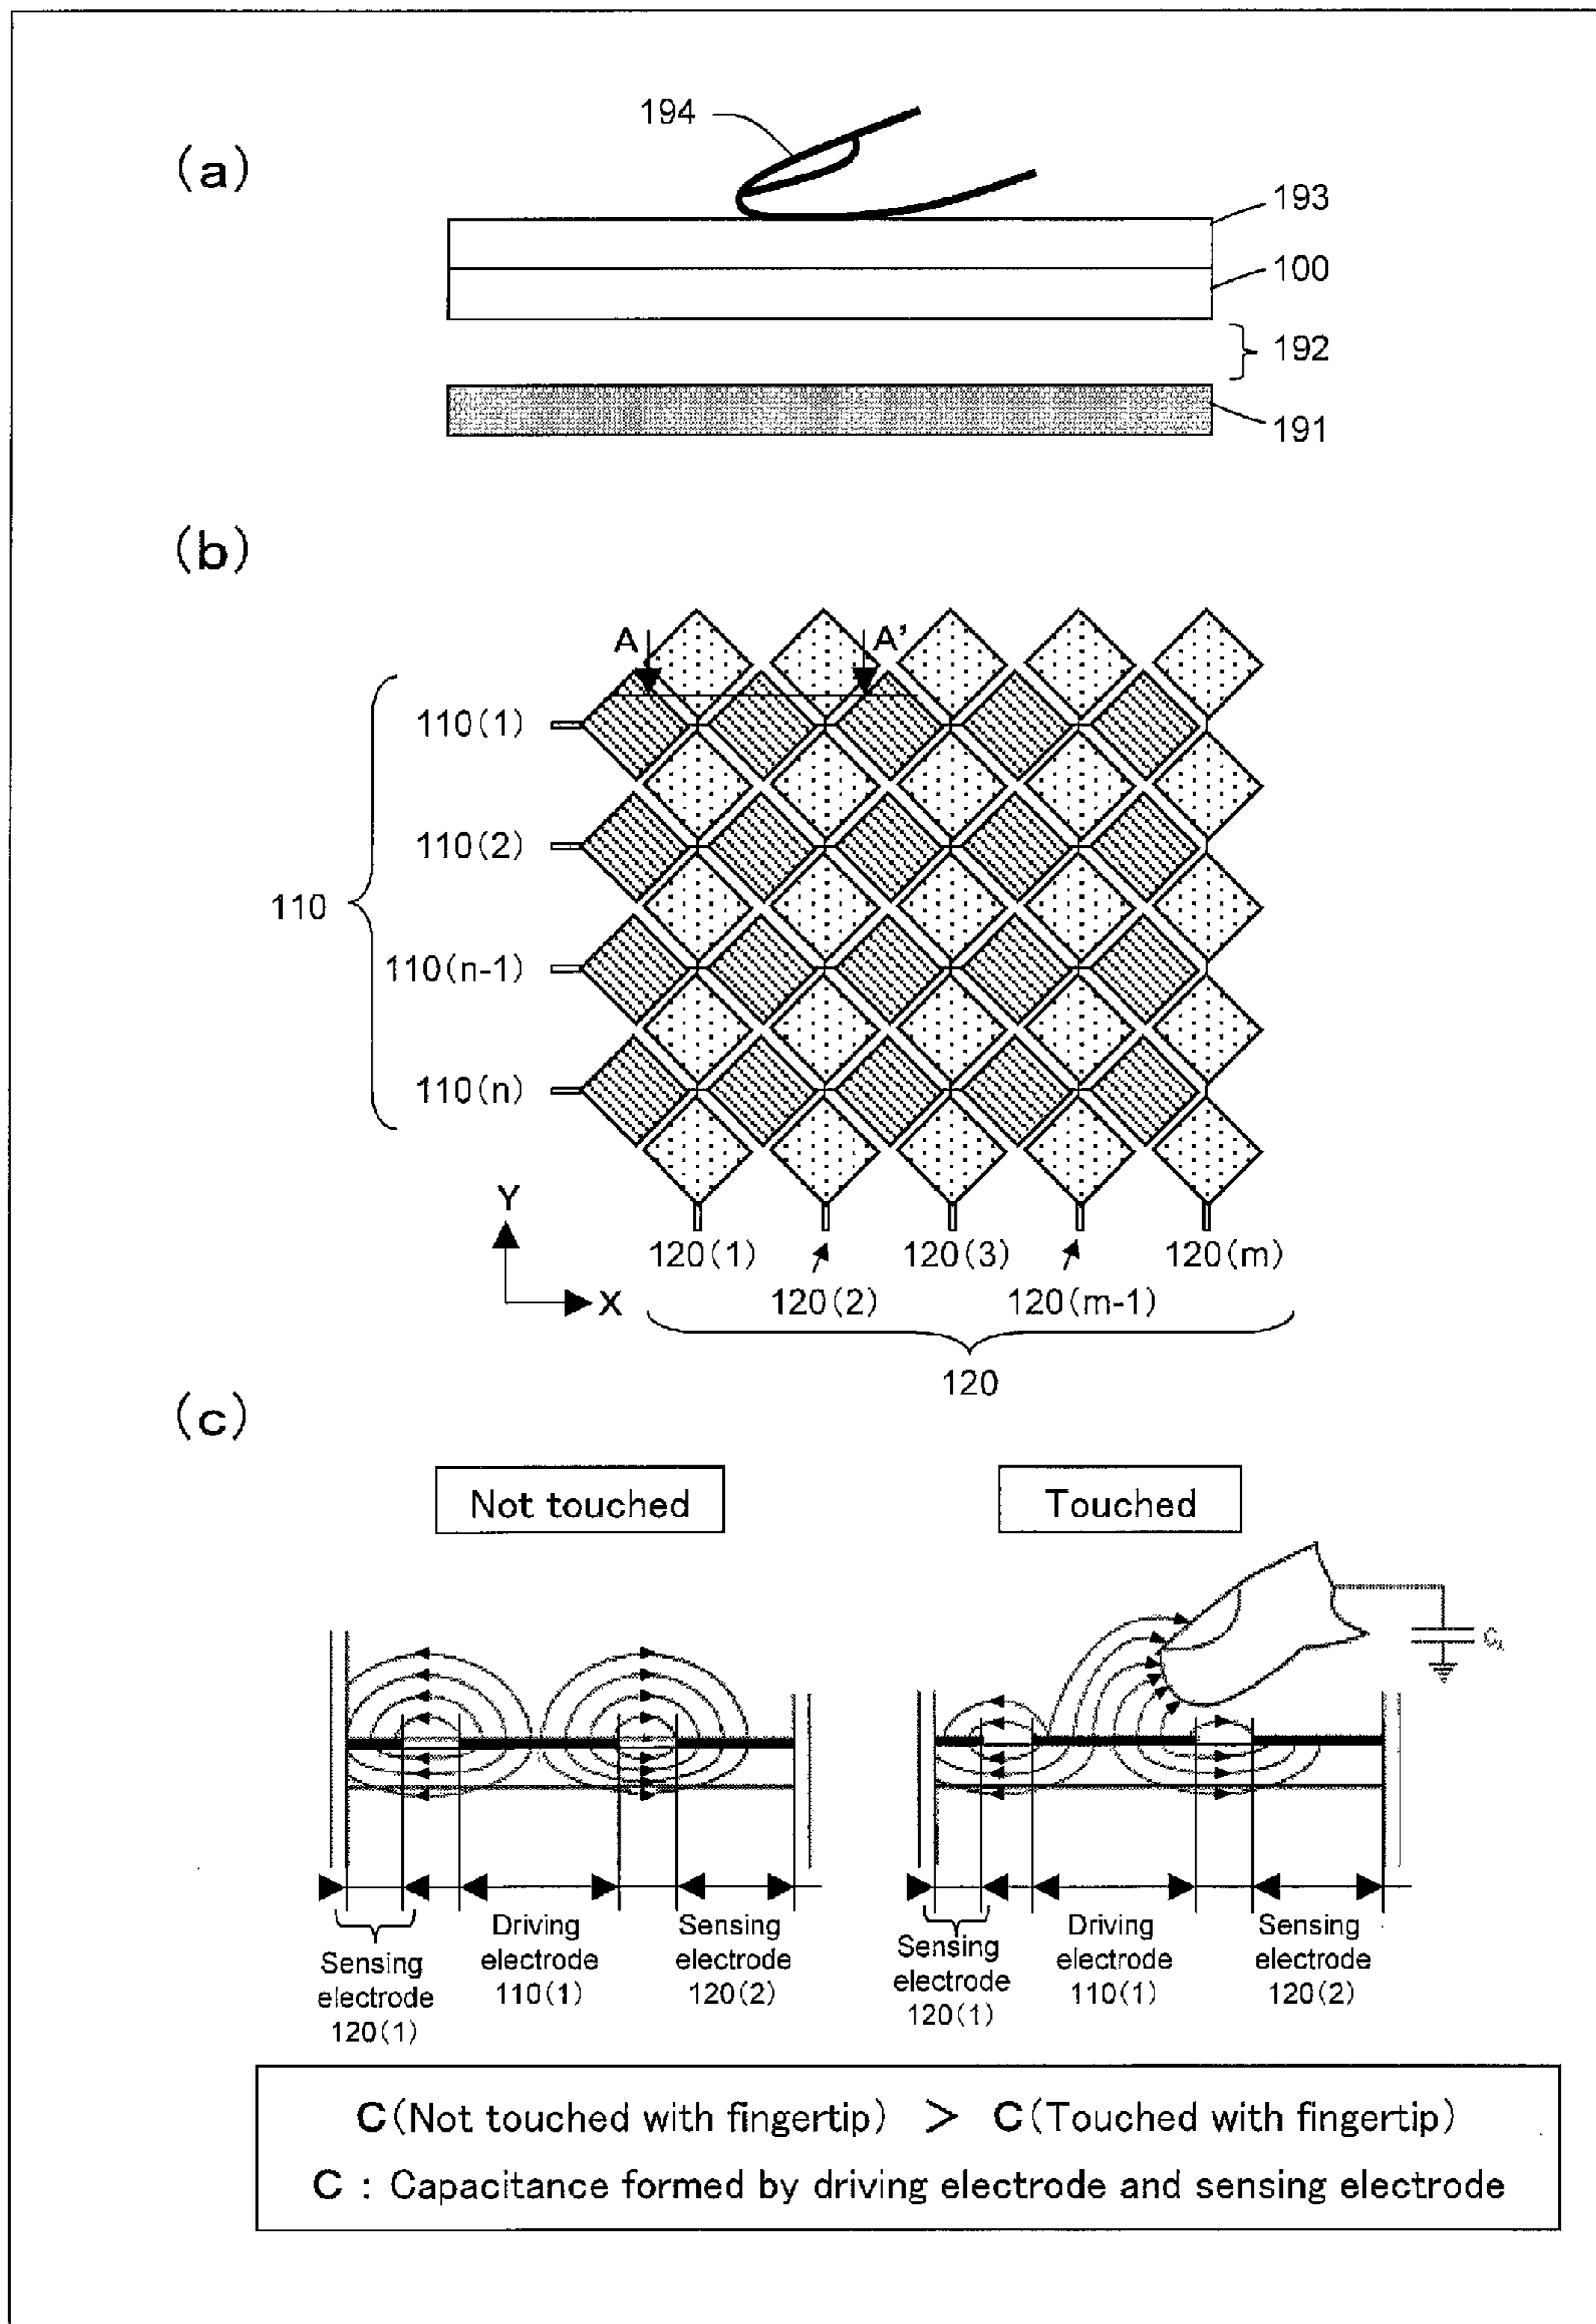 (a)
194
193
100
192
191
(b)
A A'
110(1)
110(2)
110
110(n-1)
110(n)
Y
X
120(1) 120(3) 120(m)
120(2) 120(m-1)
120
(c)
Not touched Touched
Driving electrode 110(1)
Sensing electrode 120(2)
Sensing electrode 120(1)
Driving electrode 110(1)
Sensing electrode 120(2)
Sensing electrode 120(1)
C(Not touched with fingertip) > C(Touched with fingertip)
C : Capacitance formed by driving electrode and sensing electrode